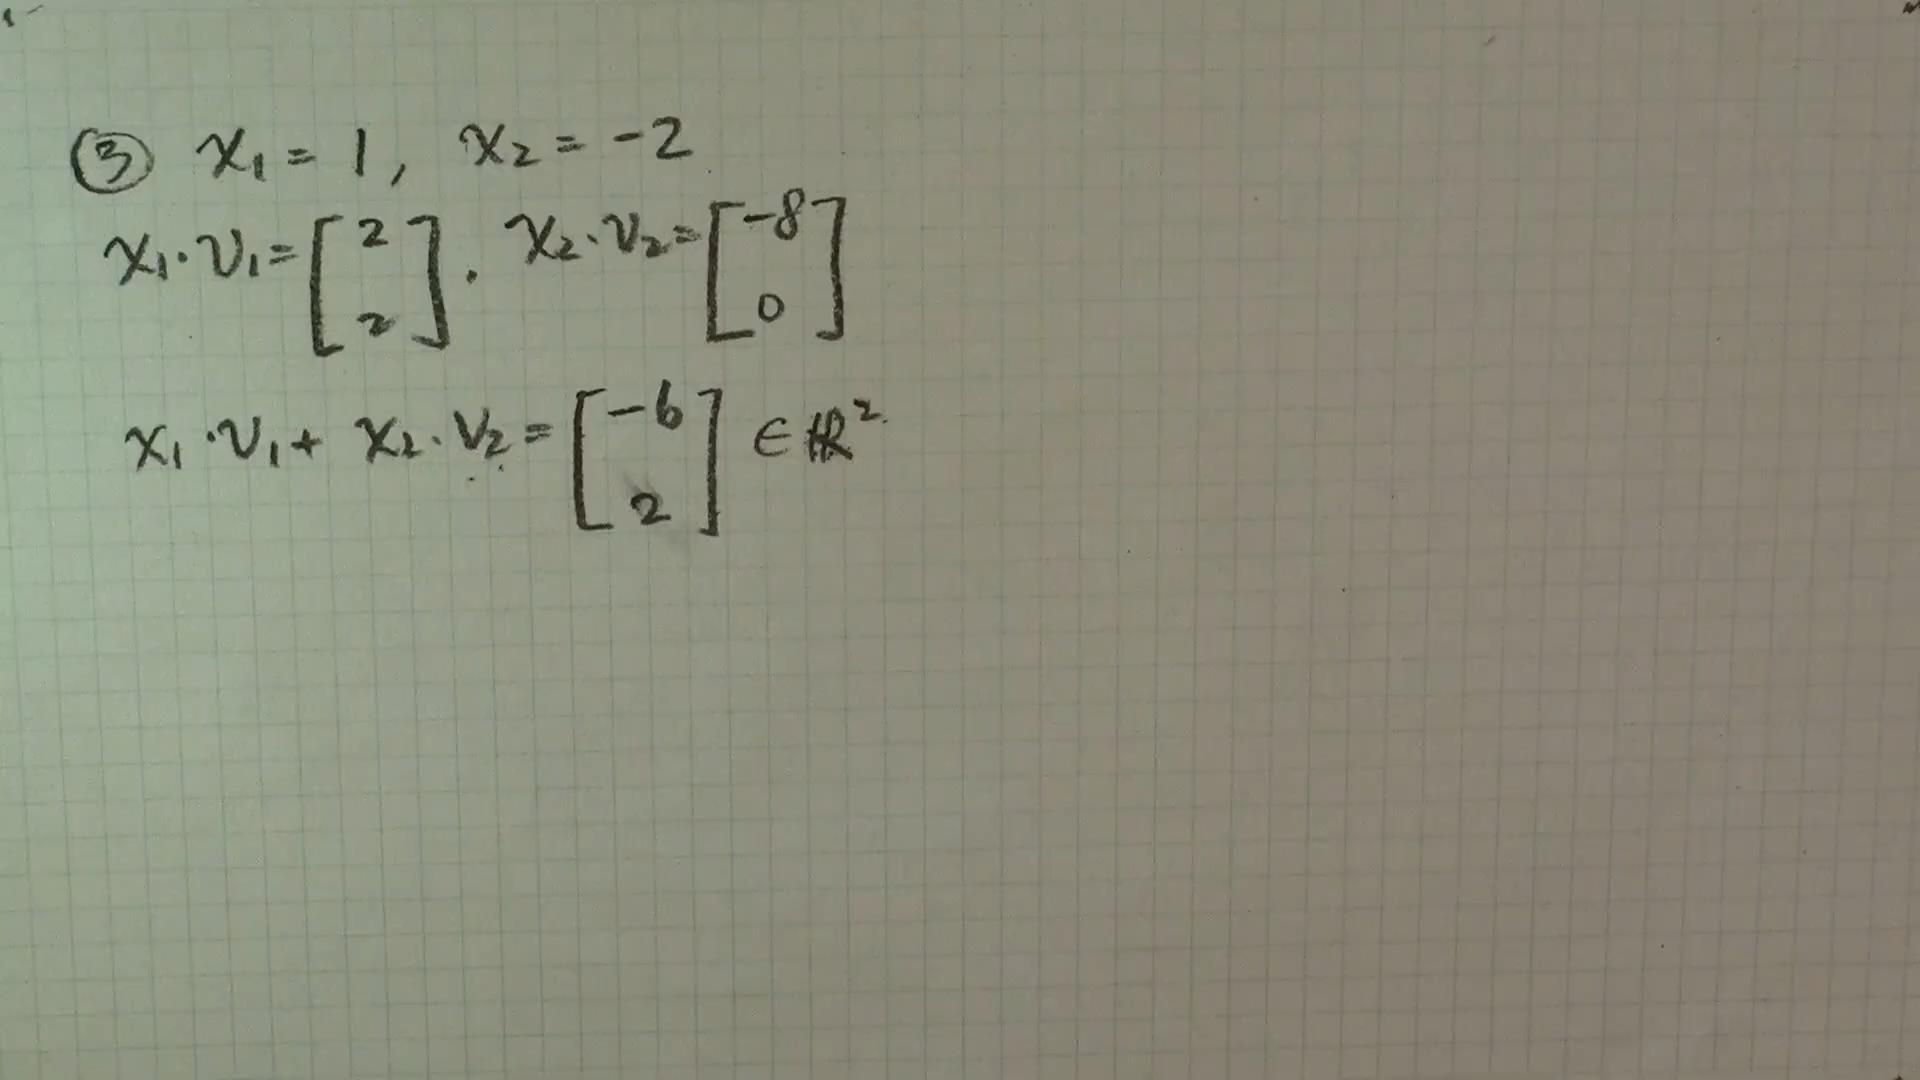 ③ x₁ = 1, x₂ = -2
x₁·v₁ = [2 2]. x₂·v₂ = [-8 0]
x₁·v₁ + x₂·v₂ = [-6 2] ∈ ℝ²